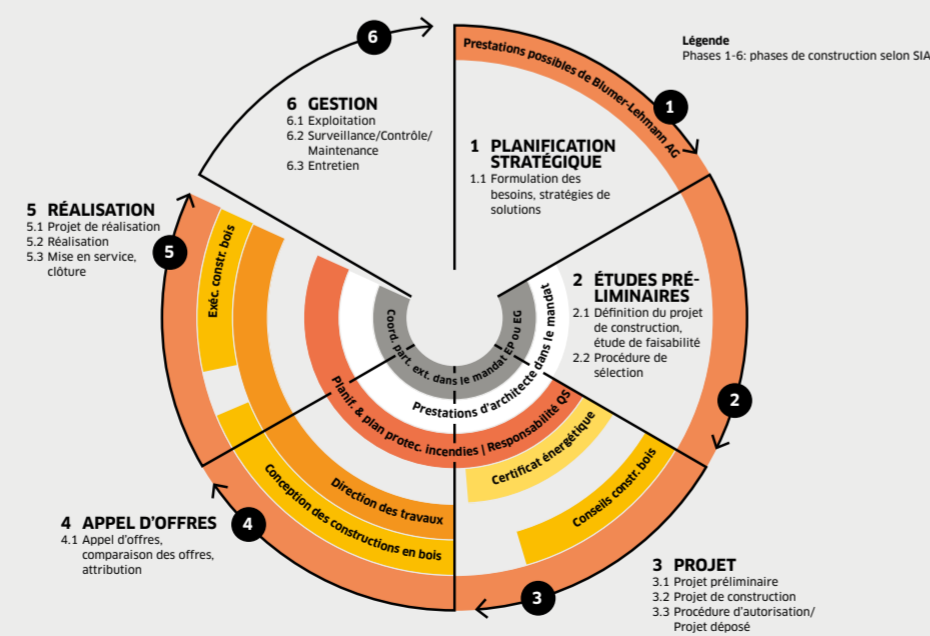 Légende
Phases 1-6: phases de construction selon SIA
Prestations possibles de Blumer-Lehmann AG
1
1 PLANIFICATION
STRATÉGIQUE
1.1 Formulation des
besoins, stratégies de
solutions
2 ÉTUDES PRÉ-
LIMINAIRES
2.1 Définition du projet
de construction,
étude de faisabilité
2.2 Procédure de
sélection
2
3 PROJET
3.1 Projet préliminaire
3.2 Projet de construction
3.3 Procédure d'autorisation/
Projet déposé
3
4 APPEL D'OFFRES
4.1 Appel d'offres,
comparaison des offres,
attribution
4
5 RÉALISATION
5.1 Projet de réalisation
5.2 Réalisation
5.3 Mise en service,
clôture
5
6 GESTION
6.1 Exploitation
6.2 Surveillance/Contrôle/
Maintenance
6.3 Entretien
6
Exéc. constr. bois
Coord. part. ext. dans le mandat EP ou EG
Prestations d'architecte dans le mandat
Planif. & plan protec. incendies | Responsabilité QS
Certificat énergétique
Conseils constr. bois
Direction des travaux
Conception des constructions en bois